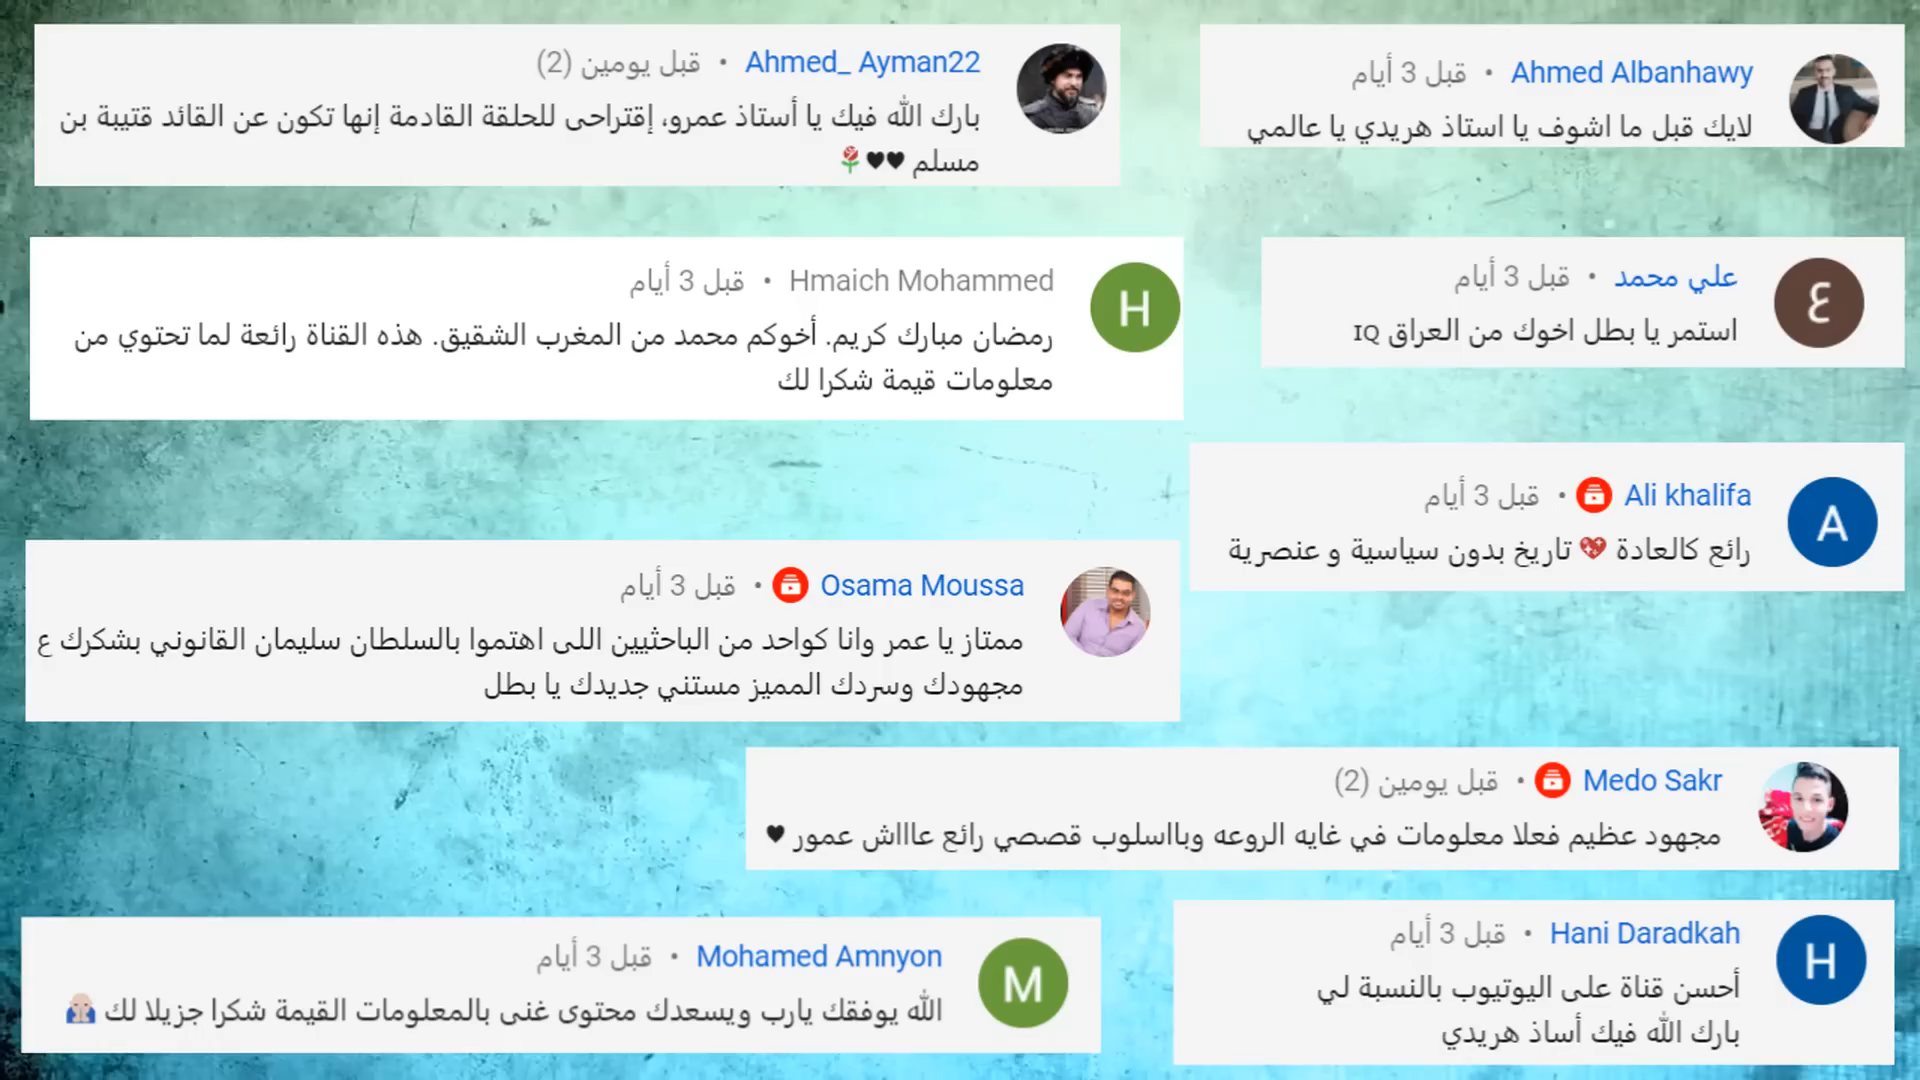 Ahmed Albanhawy • قبل 3 أيام
لايك قبل ما اشوف يا استاذ هريدي يا عالمي
Ahmed_ Ayman22 • قبل يومين (2)
بارك الله فيك يا أستاذ عمرو، إقتراحى للحلقة القادمة إنها تكون عن القائد قتيبة بن
مسلم ♥♥🌹
ع
علي محمد • قبل 3 أيام
استمر يا بطل اخوك من العراق IQ
H
Hmaich Mohammed • قبل 3 أيام
رمضان مبارك كريم. أخوكم محمد من المغرب الشقيق. هذه القناة رائعة لما تحتوي من
معلومات قيمة شكرا لك
A
Ali khalifa • قبل 3 أيام
رائع كالعادة 💖 تاريخ بدون سياسية و عنصرية
Osama Moussa • قبل 3 أيام
ممتاز يا عمر وانا كواحد من الباحثيين اللى اهتموا بالسلطان سليمان القانوني بشكرك ع
مجهودك وسردك المميز مستني جديدك يا بطل
Medo Sakr • قبل يومين (2)
مجهود عظيم فعلا معلومات في غايه الروعه وبااسلوب قصصي رائع عاااش عمور ♥
H
Hani Daradkah • قبل 3 أيام
أحسن قناة على اليوتيوب بالنسبة لي
بارك الله فيك أساذ هريدي
M
Mohamed Amnyon • قبل 3 أيام
الله يوفقك يارب ويسعدك محتوى غنى بالمعلومات القيمة شكرا جزيلا لك